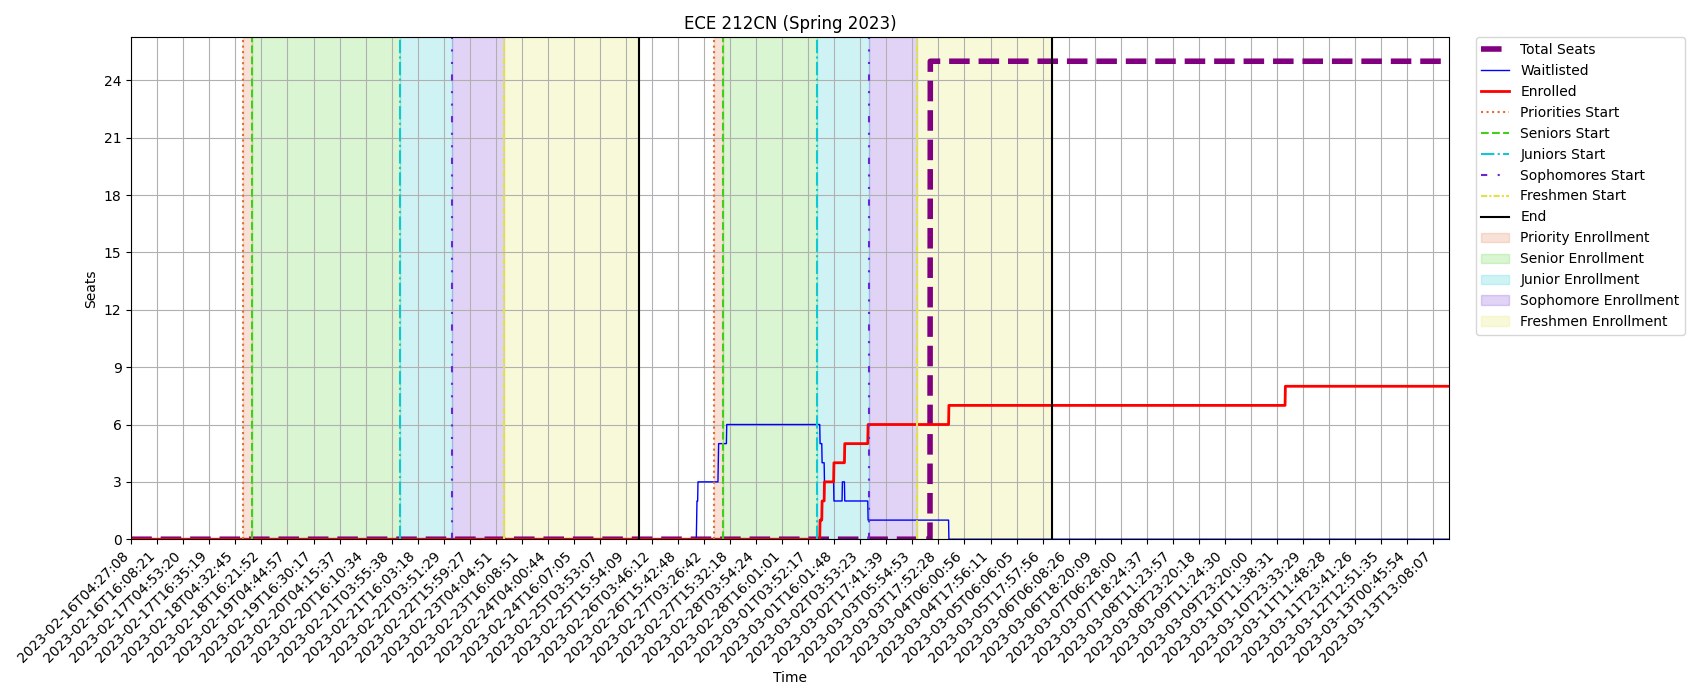 ECE 212CN (Spring 2023)
Seats
24
21
18
15
12
9
6
3
0
2023-02-16T04:27:08
2023-02-16T16:08:21
2023-02-17T04:53:20
2023-02-17T16:35:19
2023-02-18T04:32:45
2023-02-18T16:21:52
2023-02-19T04:44:57
2023-02-19T16:30:17
2023-02-20T04:15:37
2023-02-20T16:10:34
2023-02-21T03:55:38
2023-02-21T16:03:18
2023-02-22T03:51:29
2023-02-22T15:59:27
2023-02-23T04:04:51
2023-02-23T16:08:51
2023-02-24T04:00:44
2023-02-24T16:07:05
2023-02-25T03:53:07
2023-02-25T15:54:09
2023-02-26T03:46:12
2023-02-26T15:42:48
2023-02-27T03:26:42
2023-02-27T15:32:18
2023-02-28T03:54:24
2023-02-28T16:01:01
2023-03-01T03:52:17
2023-03-01T16:01:48
2023-03-02T03:53:23
2023-03-02T17:41:39
2023-03-03T05:54:53
2023-03-03T17:52:28
2023-03-04T06:00:56
2023-03-04T17:56:11
2023-03-05T06:06:05
2023-03-05T17:57:56
2023-03-06T06:08:26
2023-03-06T18:20:09
2023-03-07T06:28:00
2023-03-07T18:24:37
2023-03-08T11:23:57
2023-03-08T23:20:18
2023-03-09T11:24:30
2023-03-09T23:20:00
2023-03-10T11:38:31
2023-03-10T23:33:29
2023-03-11T11:48:28
2023-03-11T23:41:26
2023-03-12T12:51:35
2023-03-13T00:45:54
2023-03-13T13:08:07
Time
Total Seats
Waitlisted
Enrolled
Priorities Start
Seniors Start
Juniors Start
Sophomores Start
Freshmen Start
End
Priority Enrollment
Senior Enrollment
Junior Enrollment
Sophomore Enrollment
Freshmen Enrollment